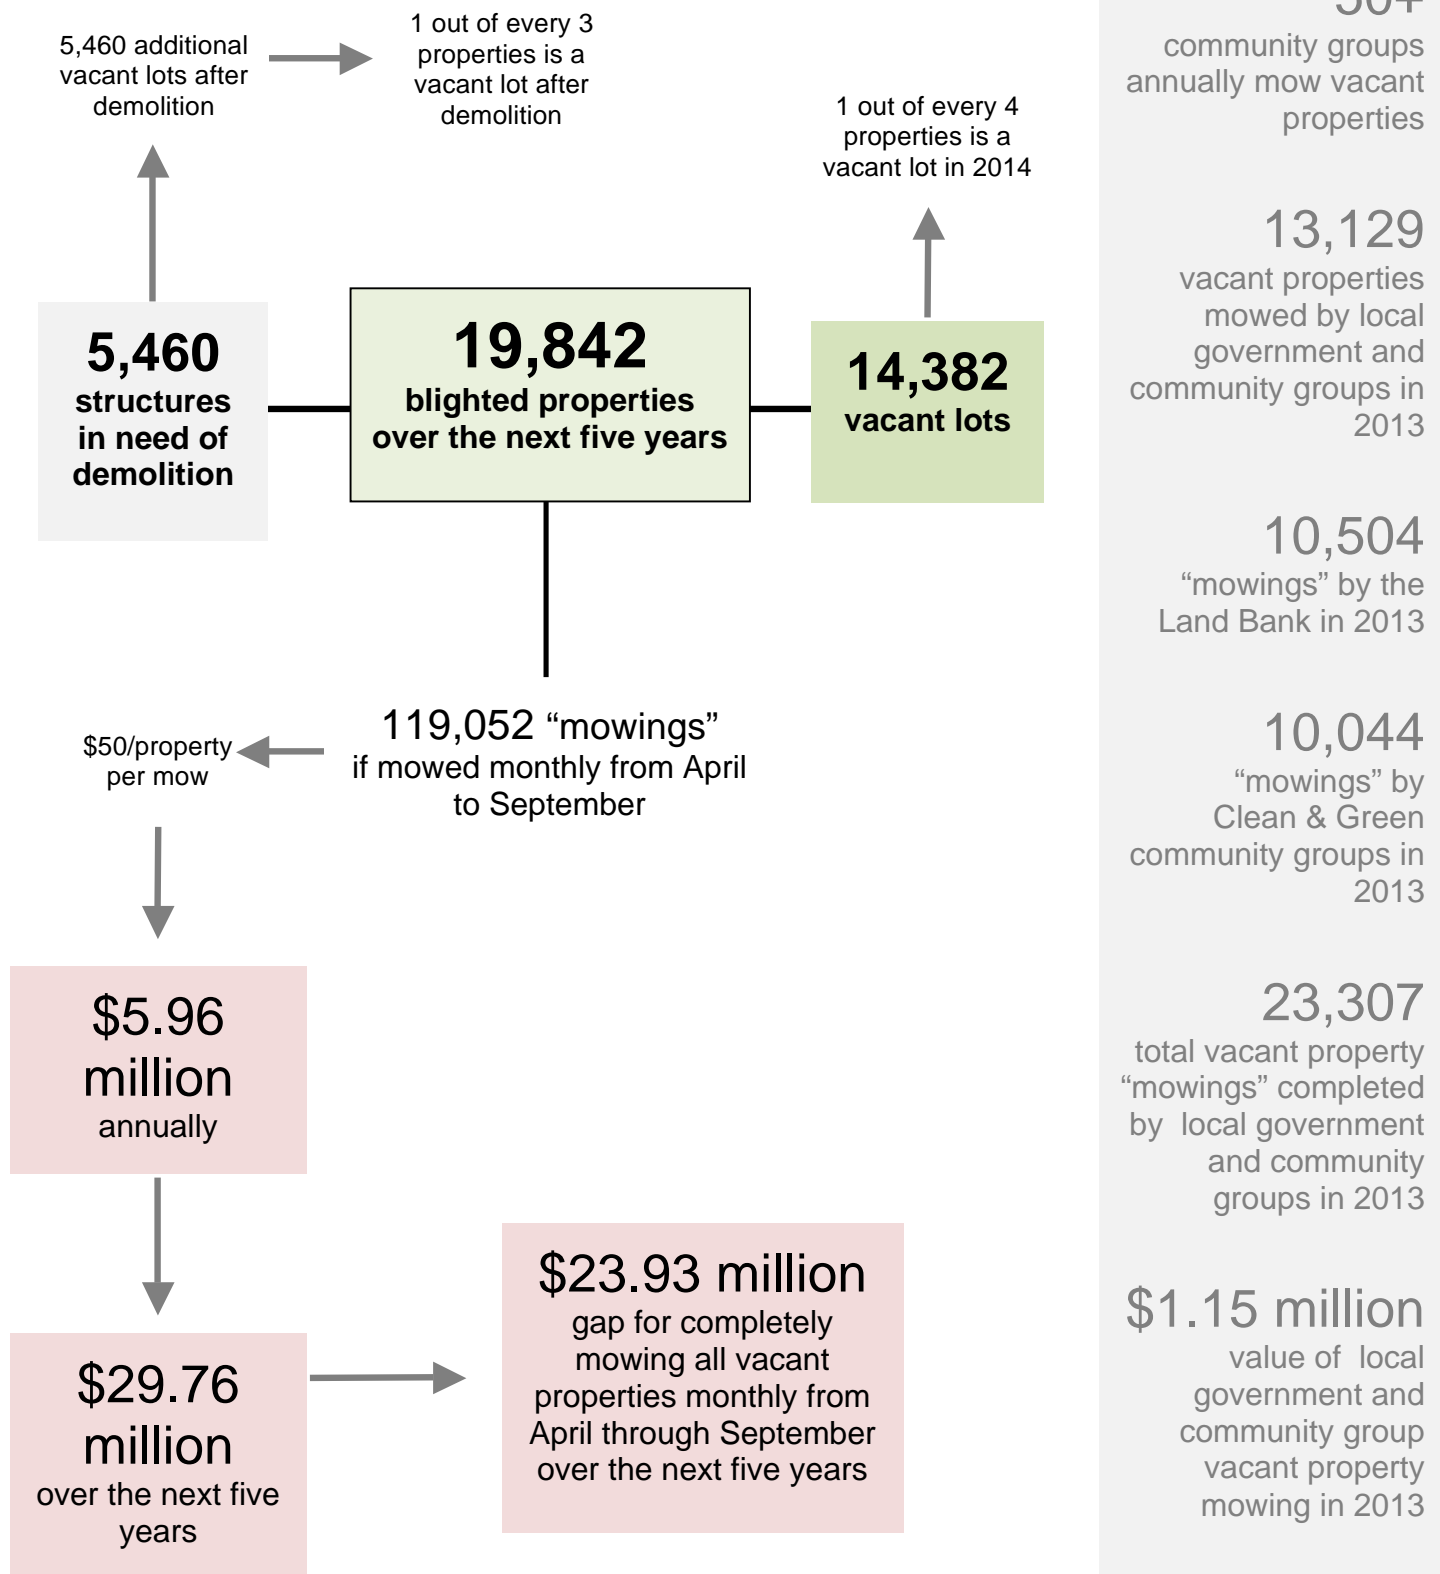 5,460 additional
vacant lots after
demolition
1 out of every 3
properties is a
vacant lot after
demolition
1 out of every 4
properties is a
vacant lot in 2014
5,460
structures
in need of
demolition
19,842
blighted properties
over the next five years
14,382
vacant lots
119,052 “mowings”
if mowed monthly from April
to September
$50/property
per mow
$5.96
million
annually
$29.76
million
over the next five
years
$23.93 million
gap for completely
mowing all vacant
properties monthly from
April through September
over the next five years
community groups
annually mow vacant
properties
13,129
vacant properties
mowed by local
government and
community groups in
2013
10,504
“mowings” by the
Land Bank in 2013
10,044
“mowings” by
Clean & Green
community groups in
2013
23,307
total vacant property
“mowings” completed
by local government
and community
groups in 2013
$1.15 million
value of local
government and
community group
vacant property
mowing in 2013